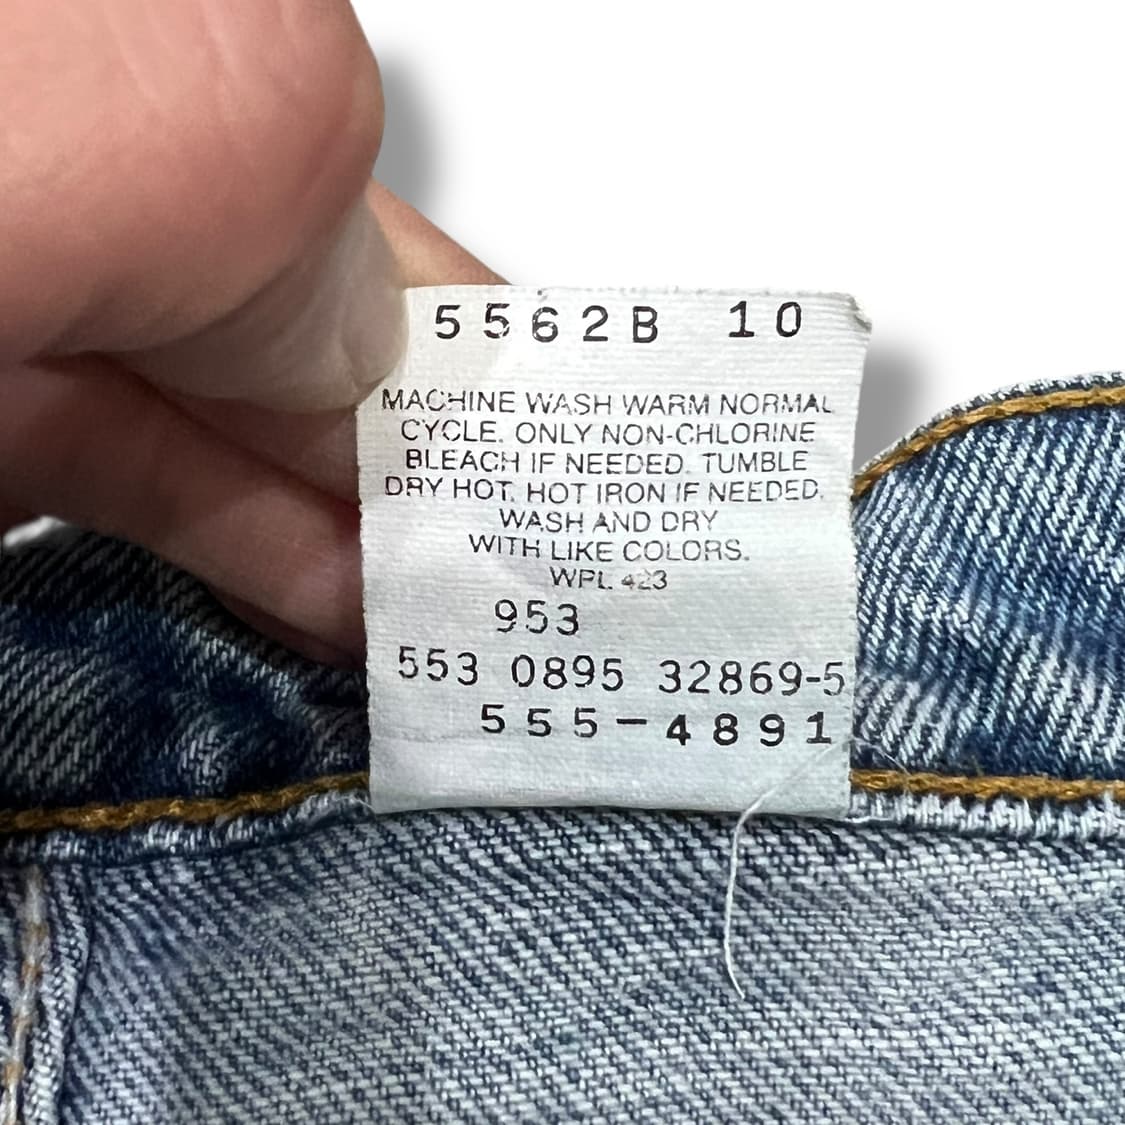 5562B 10
MACHINE WASH WARM NORMAL
CYCLE. ONLY NON-CHLORINE
BLEACH IF NEEDED. TUMBLE
DRY HOT. HOT IRON IF NEEDED.
WASH AND DRY
WITH LIKE COLORS.
WPL 423
953
553 0895 32869-5
555-4891